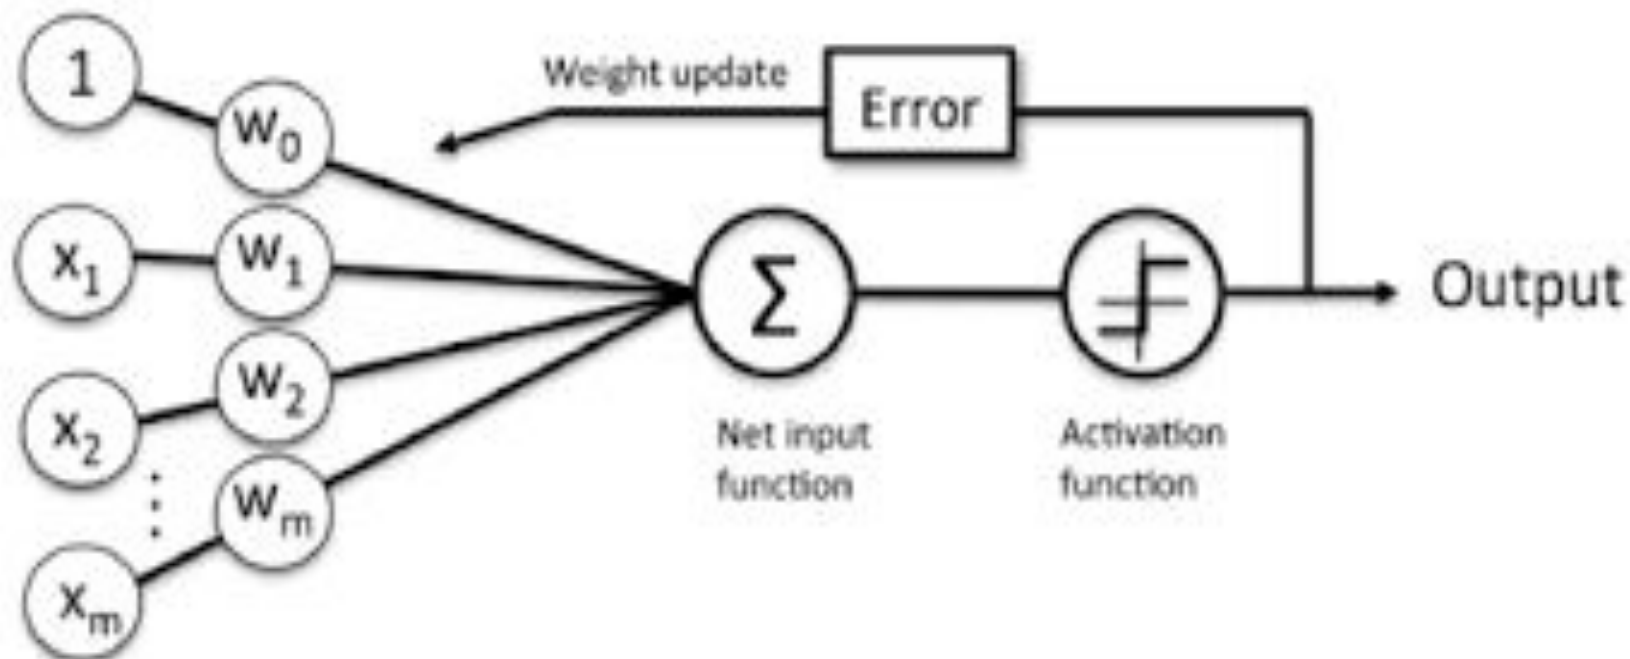 1
w₀
Weight update
Error
x₁
w₁
Σ
Output
x₂
w₂
Net input
function
Activation
function
⋮
wₘ
xₘ